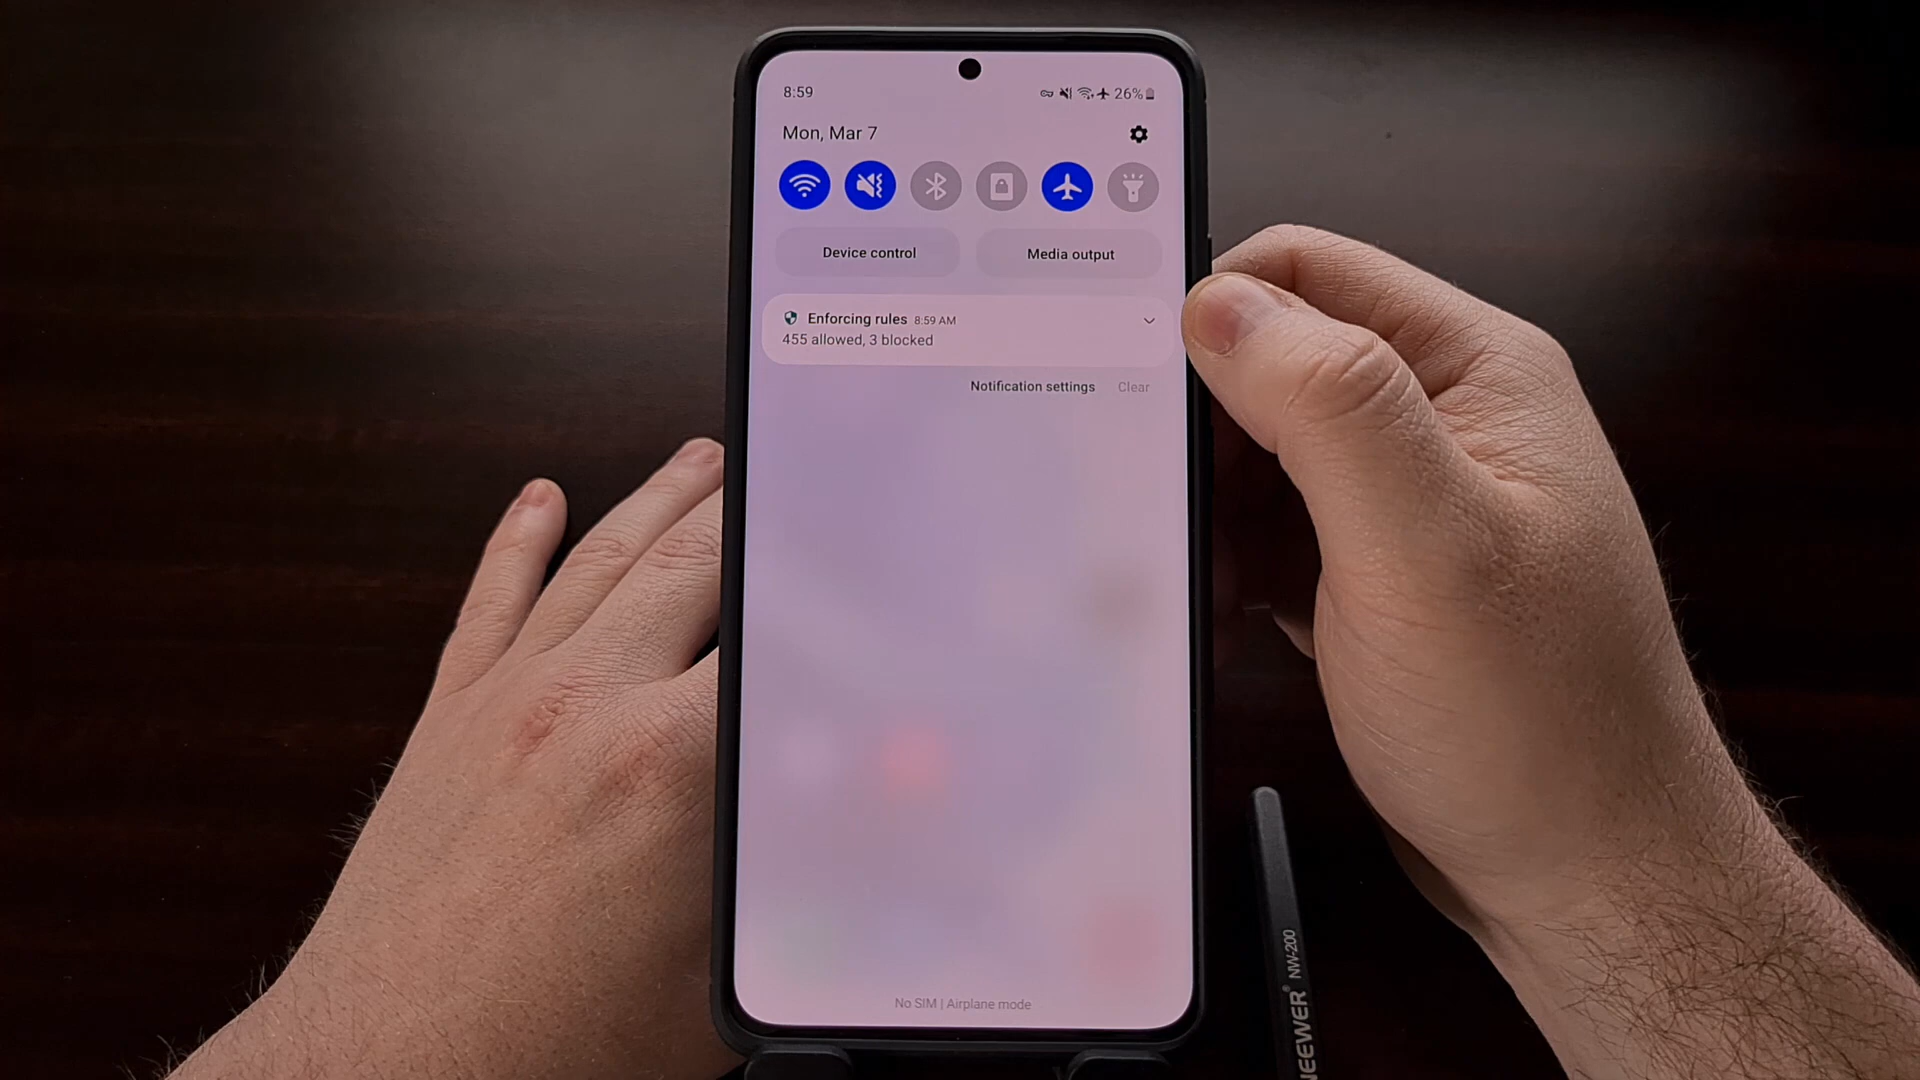 8:59
26%
Mon, Mar 7
Device control
Media output
Enforcing rules 8:59 AM
455 allowed, 3 blocked
Notification settings
Clear
No SIM | Airplane mode
NEEWER® NW-200